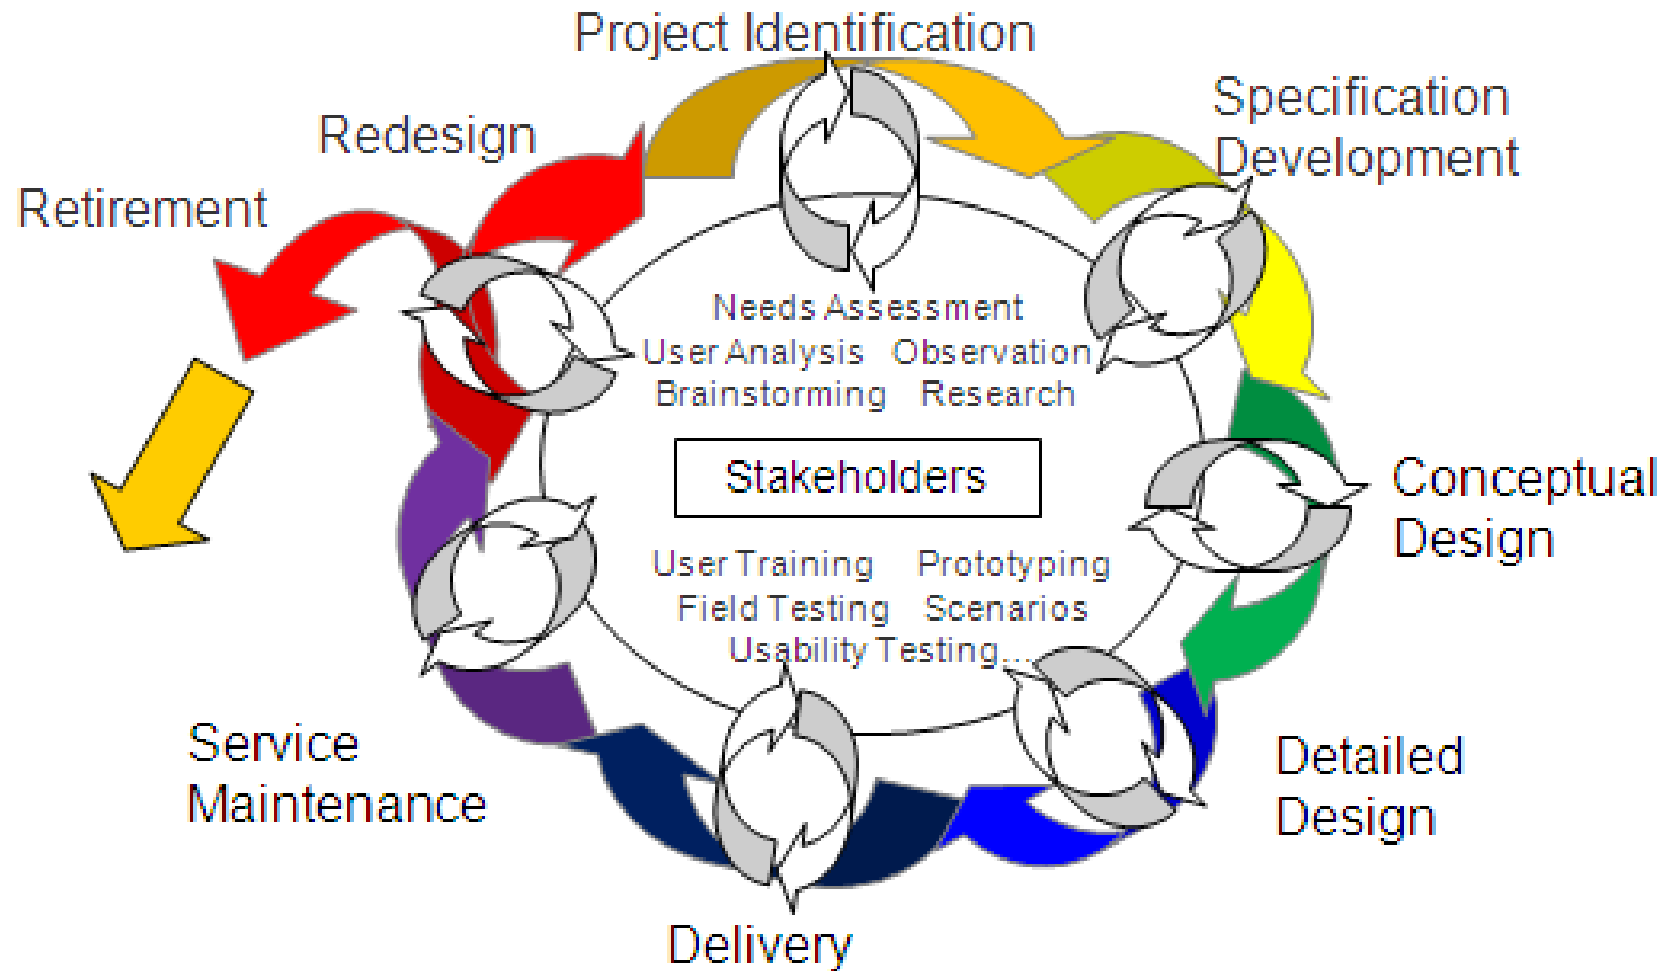 Project Identification
Specification
Development
Redesign
Retirement
Needs Assessment
User Analysis Observation
Brainstorming Research
Stakeholders
Conceptual
Design
User Training Prototyping
Field Testing Scenarios
Usability Testing...
Service
Maintenance
Detailed
Design
Delivery